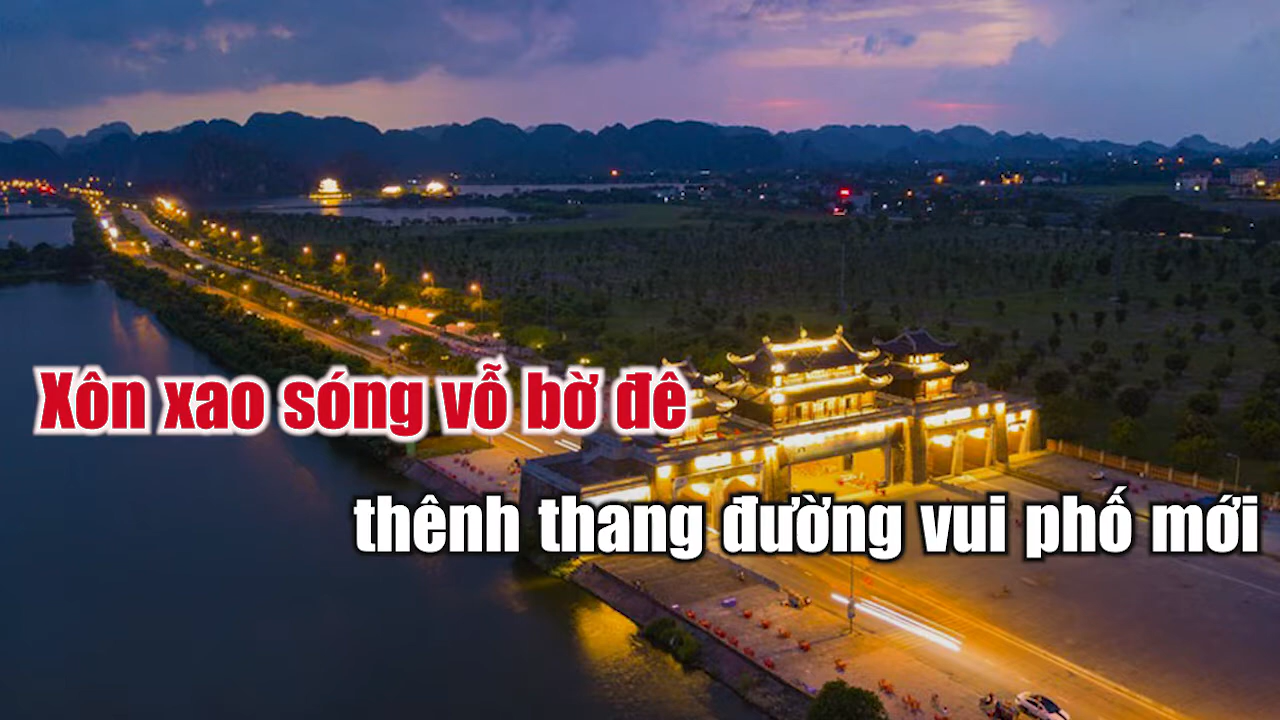 Xôn xao sóng vỗ bờ đê
thênh thang đường vui phố mới